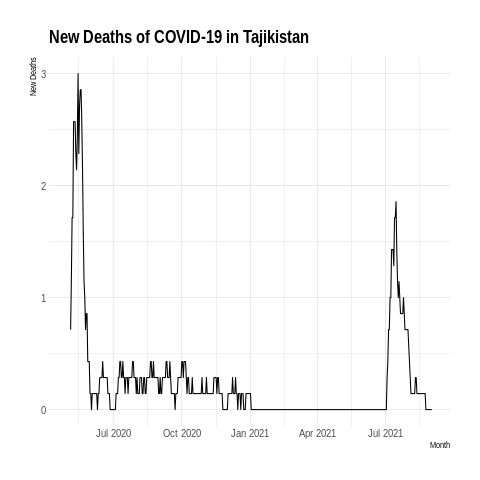 New Deaths of COVID-19 in Tajikistan
New Deaths
3
2
1
0
Jul 2020 Oct 2020 Jan 2021 Apr 2021 Jul 2021
Month